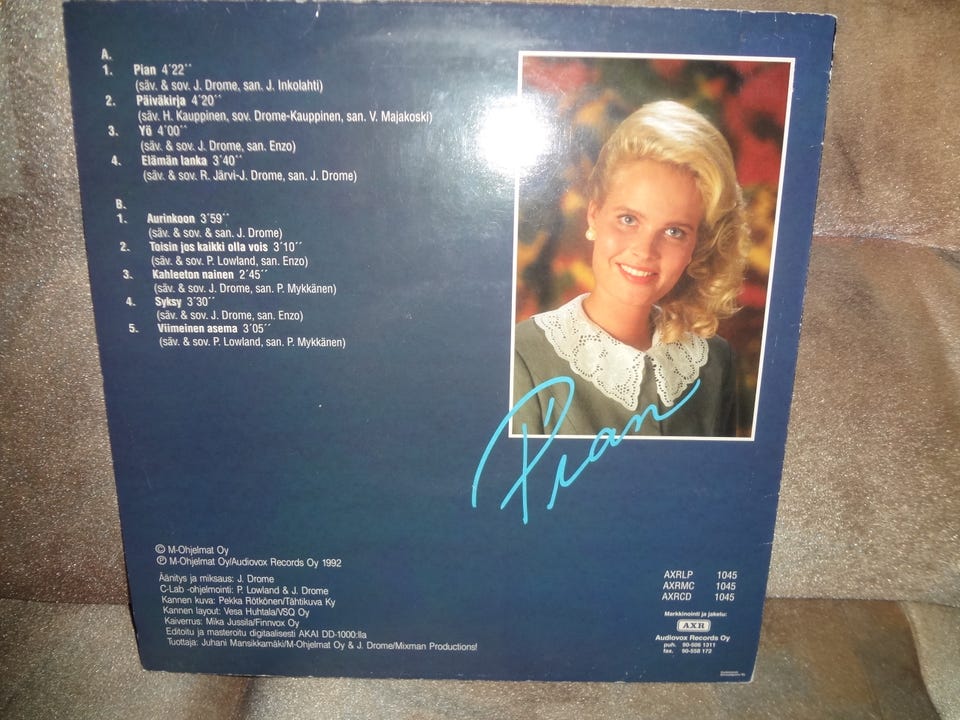 A.
1. Pian 4´22´´
(säv. & sov. J. Drome, san. J. Inkolahti)
2. Päiväkirja 4´20´´
(säv. H. Kauppinen, sov. Drome-Kauppinen, san. V. Majakoski)
3. Yö 4´00´´
(säv. & sov. J. Drome, san. Enzo)
4. Elämän lanka 3´40´´
(säv. & sov. R. Järvi-J. Drome, san. J. Drome)
B.
1. Aurinkoon 3´59´´
(säv. & sov. & san. J. Drome)
2. Toisin jos kaikki olla vois 3´10´´
(säv. & sov. P. Lowland, san. Enzo)
3. Kahleeton nainen 2´45´´
(säv. & sov. J. Drome, san. P. Mykkänen)
4. Syksy 3´30´´
(säv. & sov. J. Drome, san. Enzo)
5. Viimeinen asema 3´05´´
(säv. & sov. P. Lowland, san. P. Mykkänen)
Pian
© M-Ohjelmat Oy
℗ M-Ohjelmat Oy/Audiovox Records Oy 1992
Äänitys ja miksaus: J. Drome
C-Lab -ohjelmointi: P. Lowland & J. Drome
Kannen kuva: Pekka Rötkönen/Tähtikuva Ky
Kannen layout: Vesa Huhtala/VSQ Oy
Kaiverrus: Mika Jussila/Finnvox Oy
Editoitu ja masteroitu digitaalisesti AKAI DD-1000:lla
Tuottaja: Juhani Mansikkamäki/M-Ohjelmat Oy & J. Drome/Mixman Productions!
AXRLP 1045
AXRMC 1045
AXRCD 1045
Markkinointi ja jakelu:
AXR
Audiovox Records Oy
puh. 90-506 1311
fax. 90-558 172